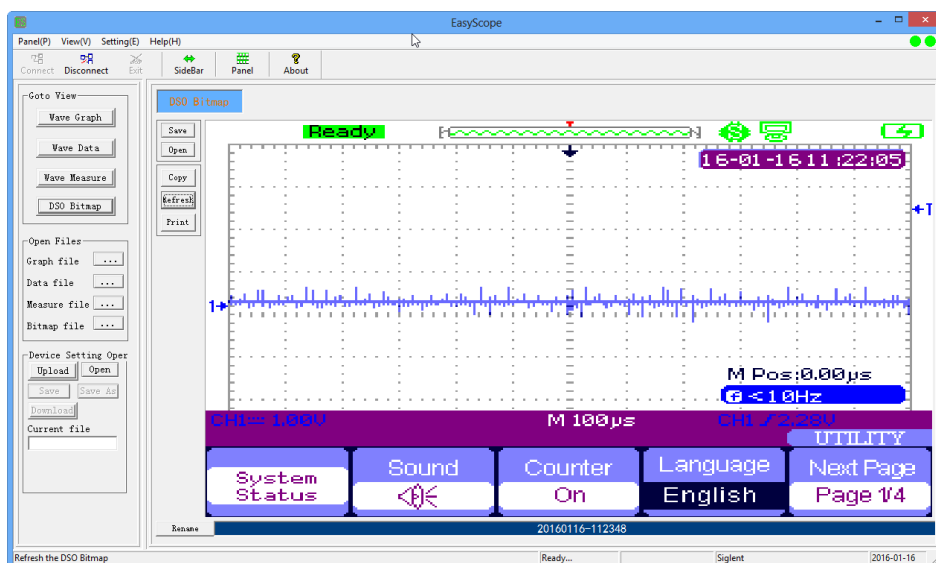 EasyScope
Panel(P) View(V) Setting(E) Help(H)
Connect Disconnect Exit SideBar Panel About
Goto View
Wave Graph
Wave Data
Wave Measure
DSO Bitmap
Open Files
Graph file ...
Data file ...
Measure file ...
Bitmap file ...
Device Setting Oper
Upload Open
Save Save As
Download
Current file
DSO Bitmap
Save
Open
Copy
Refresh
Print
Ready
T
S
16-01-16 11:22:05
T
1
M Pos:0.00µs
f <10Hz
CH1 1.00V M 100µs CH1 2.28V
UTILITY
System Status
Sound
Counter On
Language English
Next Page Page 1/4
Rename 20160116-112348
Refresh the DSO Bitmap Ready... Siglent 2016-01-16